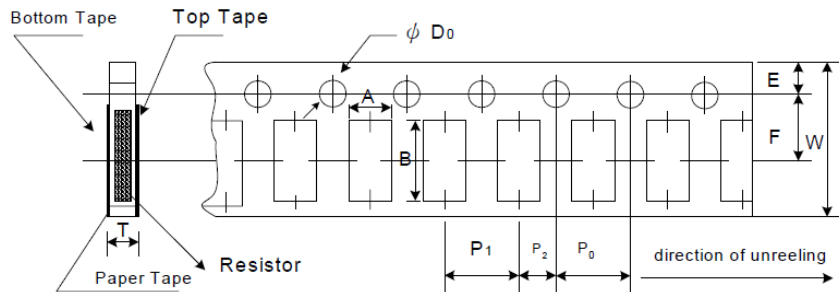 Bottom Tape
Top Tape
ϕ D0
A
B
E
F
W
T
P1
P2
P0
direction of unreeling
Resistor
Paper Tape